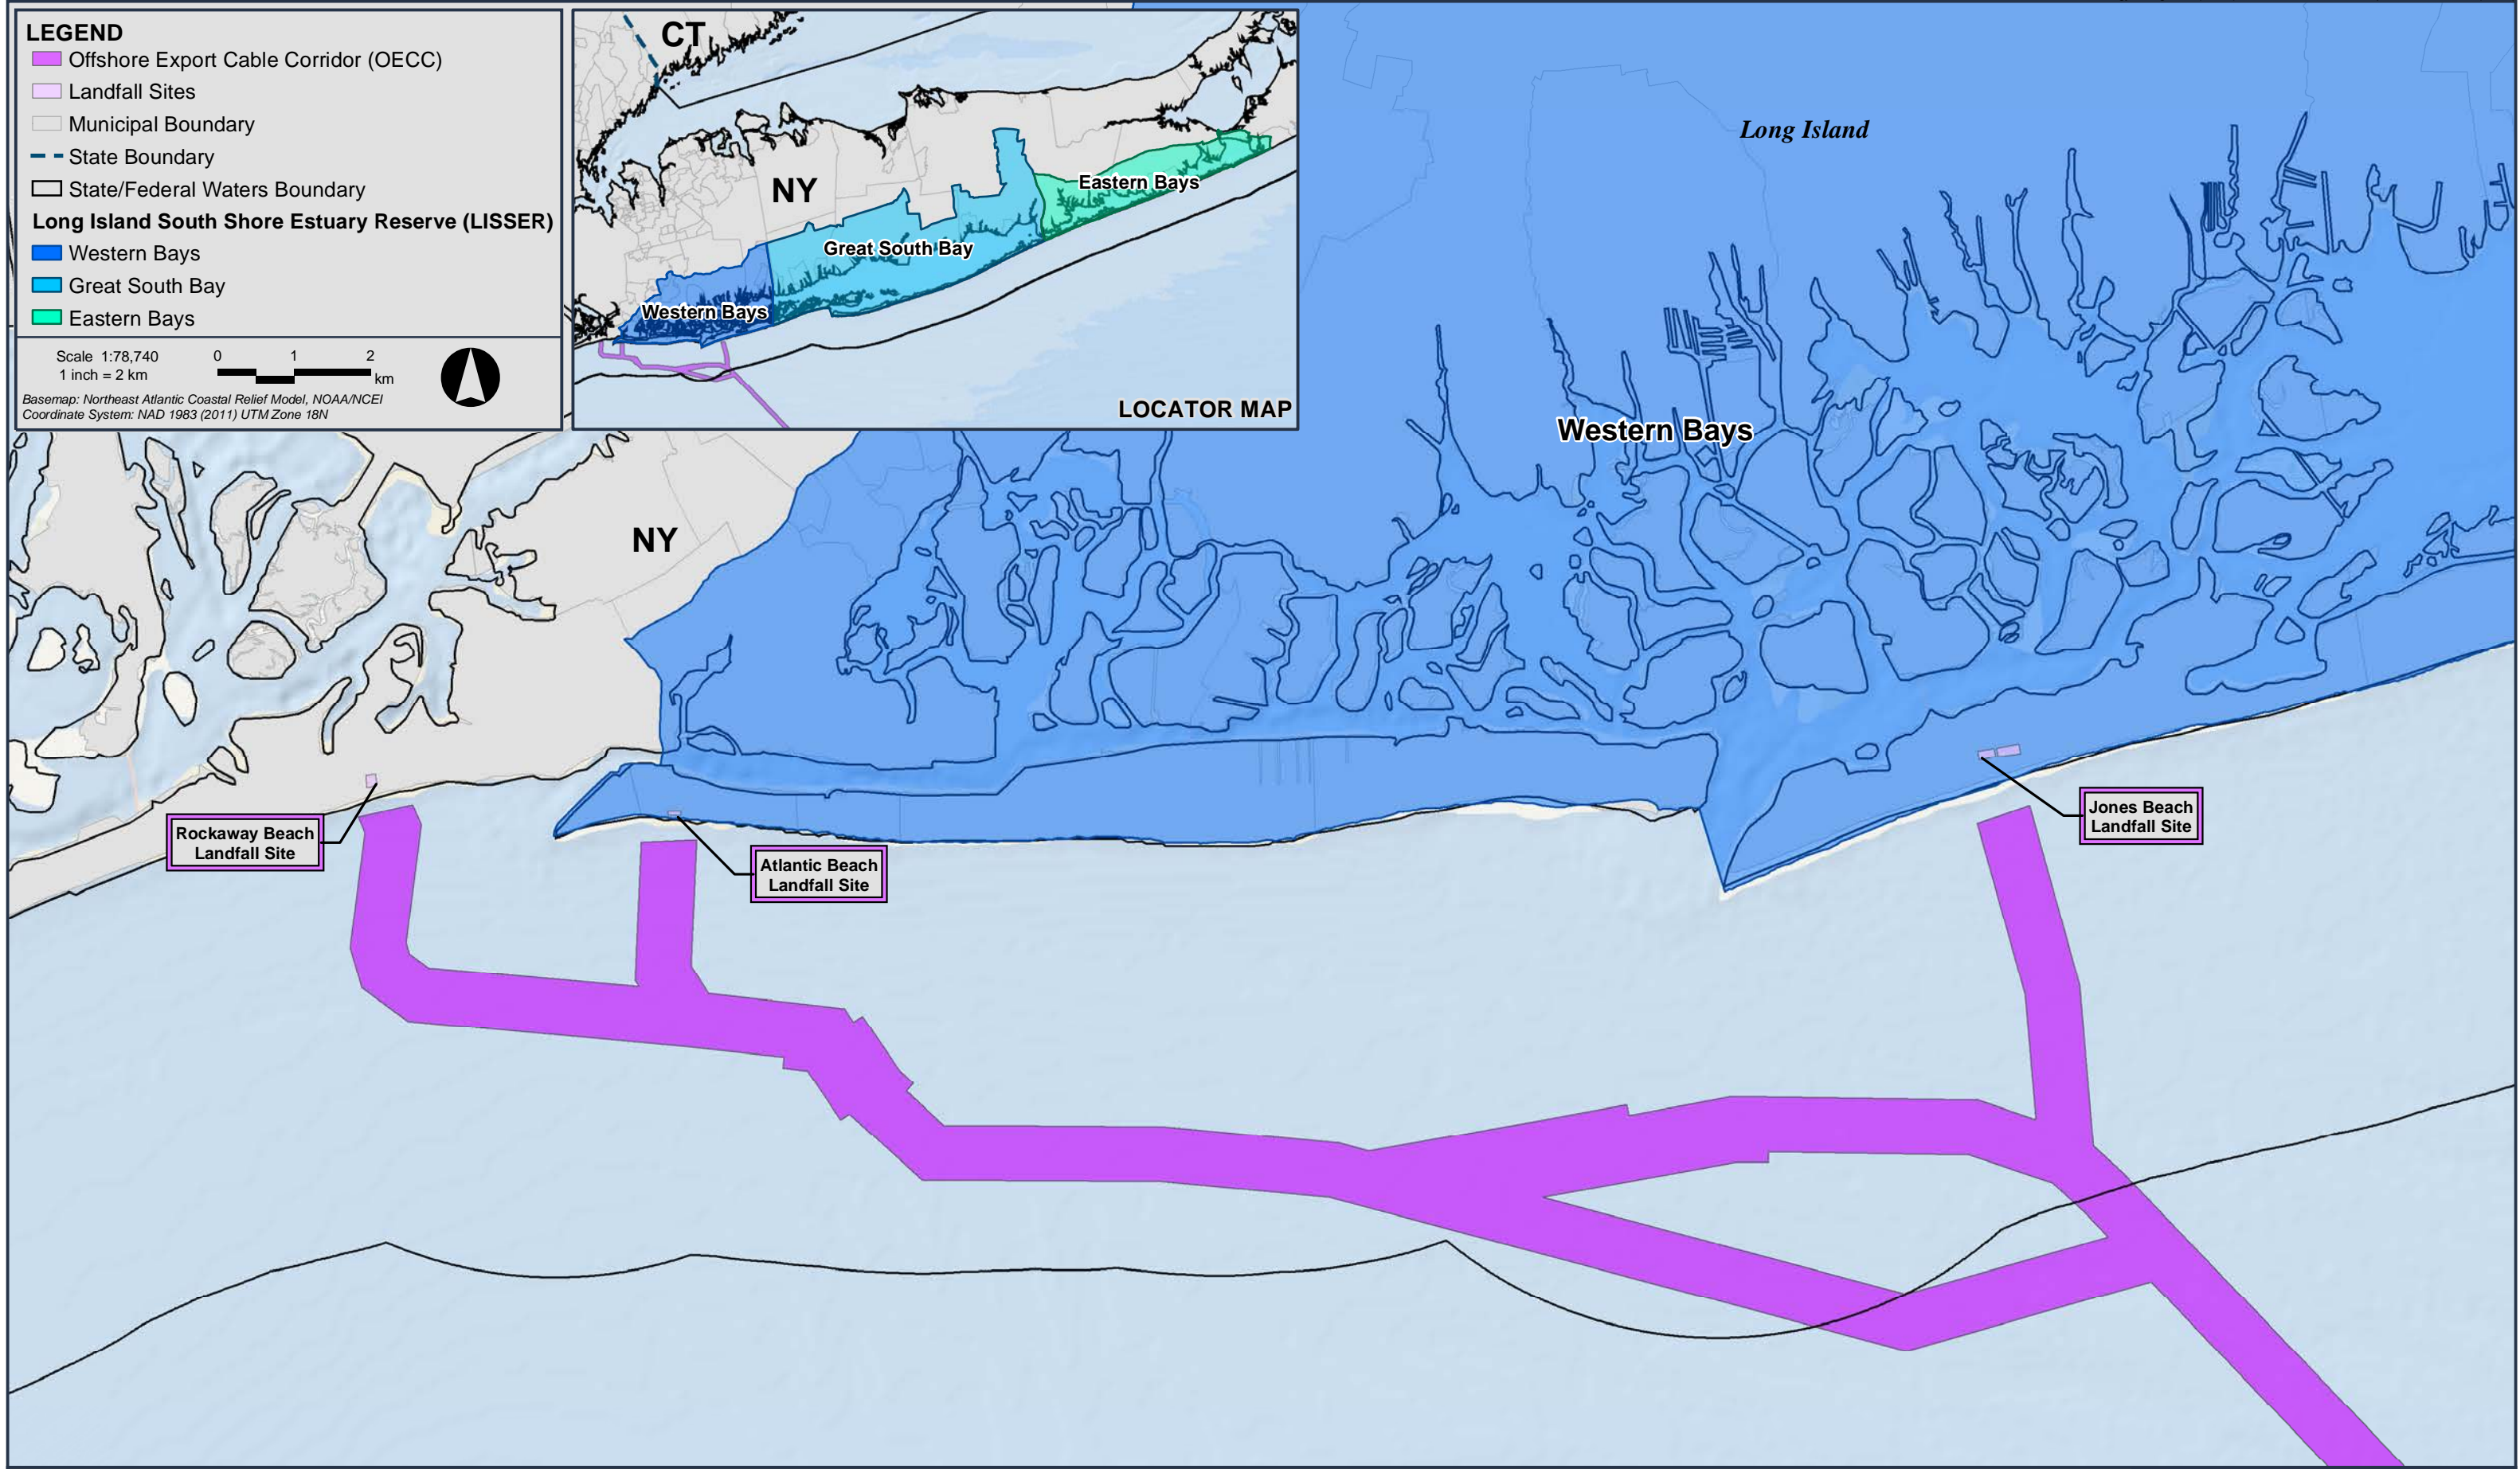 LEGEND
Offshore Export Cable Corridor (OECC)
Landfall Sites
Municipal Boundary
State Boundary
State/Federal Waters Boundary
Long Island South Shore Estuary Reserve (LISSER)
Western Bays
Great South Bay
Eastern Bays
Scale 1:78,740
1 inch = 2 km
0 1 2
km
Basemap: Northeast Atlantic Coastal Relief Model, NOAA/NCEI
Coordinate System: NAD 1983 (2011) UTM Zone 18N
CT
NY
Eastern Bays
Great South Bay
Western Bays
LOCATOR MAP
Long Island
Western Bays
NY
Rockaway Beach
Landfall Site
Atlantic Beach
Landfall Site
Jones Beach
Landfall Site